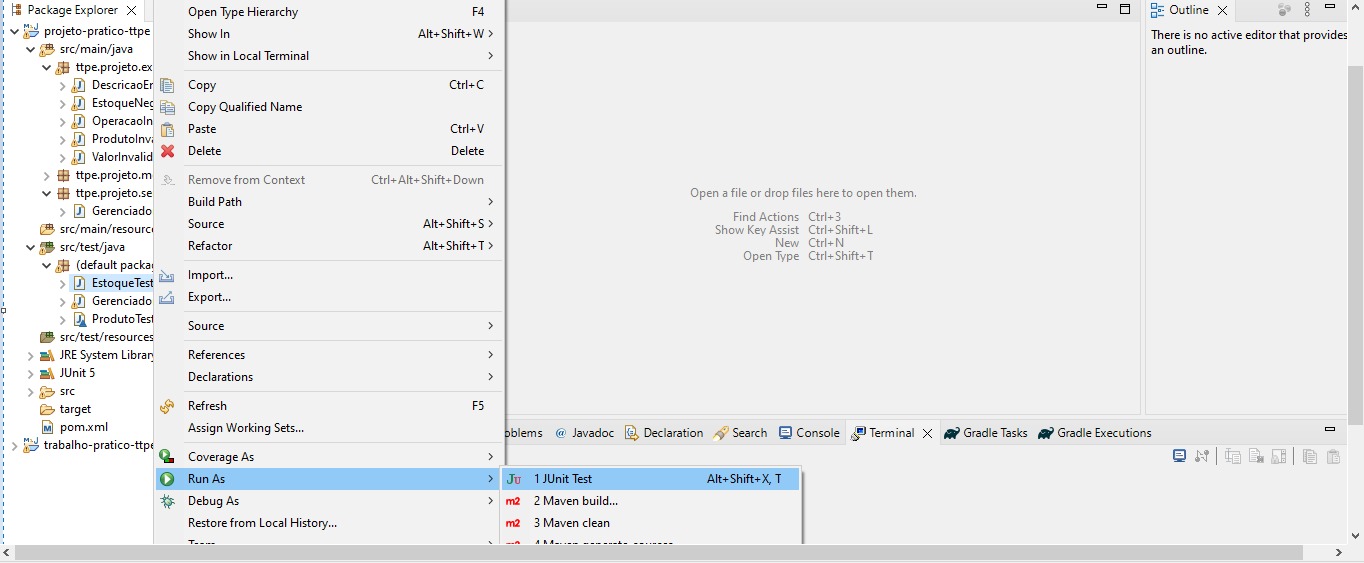 Package Explorer
projeto-pratico-ttpe
src/main/java
ttpe.projeto.ex
DescricaoEr
EstoqueNeg
OperacaoIn
ProdutoInva
ValorInvalid
ttpe.projeto.m
ttpe.projeto.se
Gerenciado
src/main/resourc
src/test/java
(default packag
EstoqueTest
Gerenciado
ProdutoTest
src/test/resources
JRE System Library
JUnit 5
src
target
pom.xml
trabalho-pratico-ttpe
Open Type Hierarchy F4
Show In Alt+Shift+W >
Show in Local Terminal >
Copy Ctrl+C
Copy Qualified Name
Paste Ctrl+V
Delete Delete
Remove from Context Ctrl+Alt+Shift+Down
Build Path >
Source Alt+Shift+S >
Refactor Alt+Shift+T >
Import...
Export...
Source >
References >
Declarations >
Refresh F5
Assign Working Sets...
Coverage As >
Run As >
Debug As >
Restore from Local History...
Team >
1 JUnit Test Alt+Shift+X, T
2 Maven build...
3 Maven clean
4 Maven generate-sources
Open a file or drop files here to open them.
Find Actions Ctrl+3
Show Key Assist Ctrl+Shift+L
New Ctrl+N
Open Type Ctrl+Shift+T
oblems
Javadoc
Declaration
Search
Console
Terminal
Gradle Tasks
Gradle Executions
Outline
There is no active editor that provides
an outline.